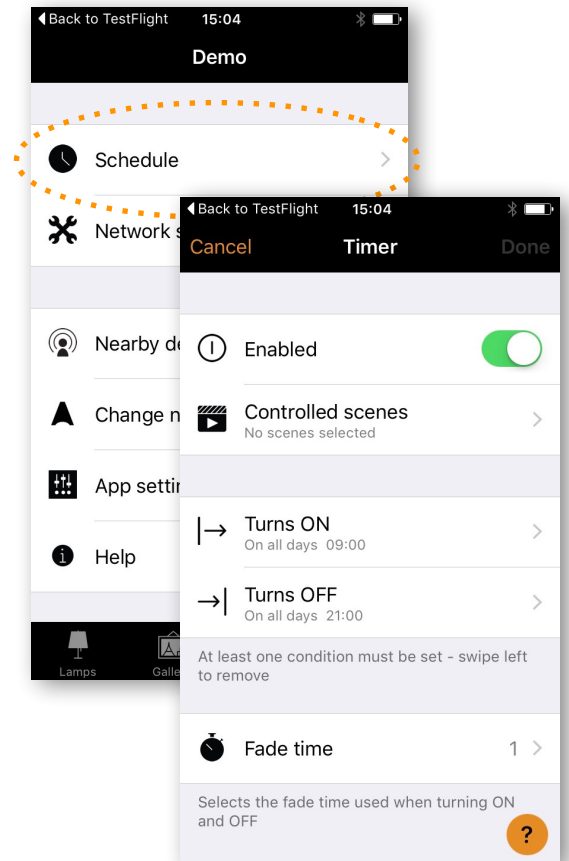 Back to TestFlight 15:04
Demo
Schedule
Network
Nearby
Change
App
Help
Lamps
Back to TestFlight 15:04
Cancel Timer Done
Enabled
Controlled scenes
No scenes selected
Turns ON
On all days 09:00
Turns OFF
On all days 21:00
At least one condition must be set - swipe left
to remove
Fade time 1
Selects the fade time used when turning ON
and OFF
?